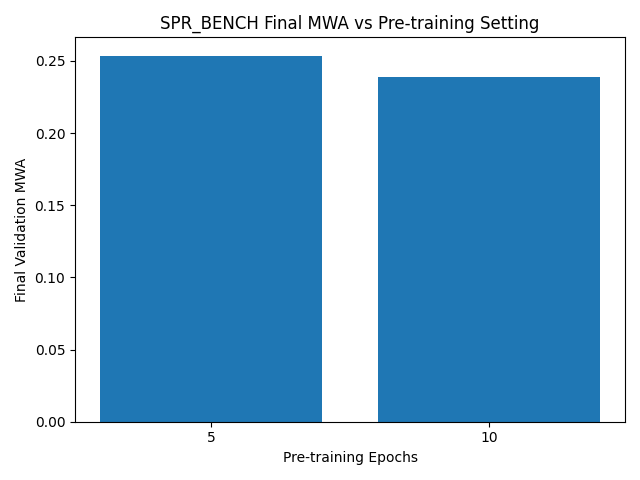 SPR_BENCH Final MWA vs Pre-training Setting
Final Validation MWA
0.25
0.20
0.15
0.10
0.05
0.00
5 10
Pre-training Epochs